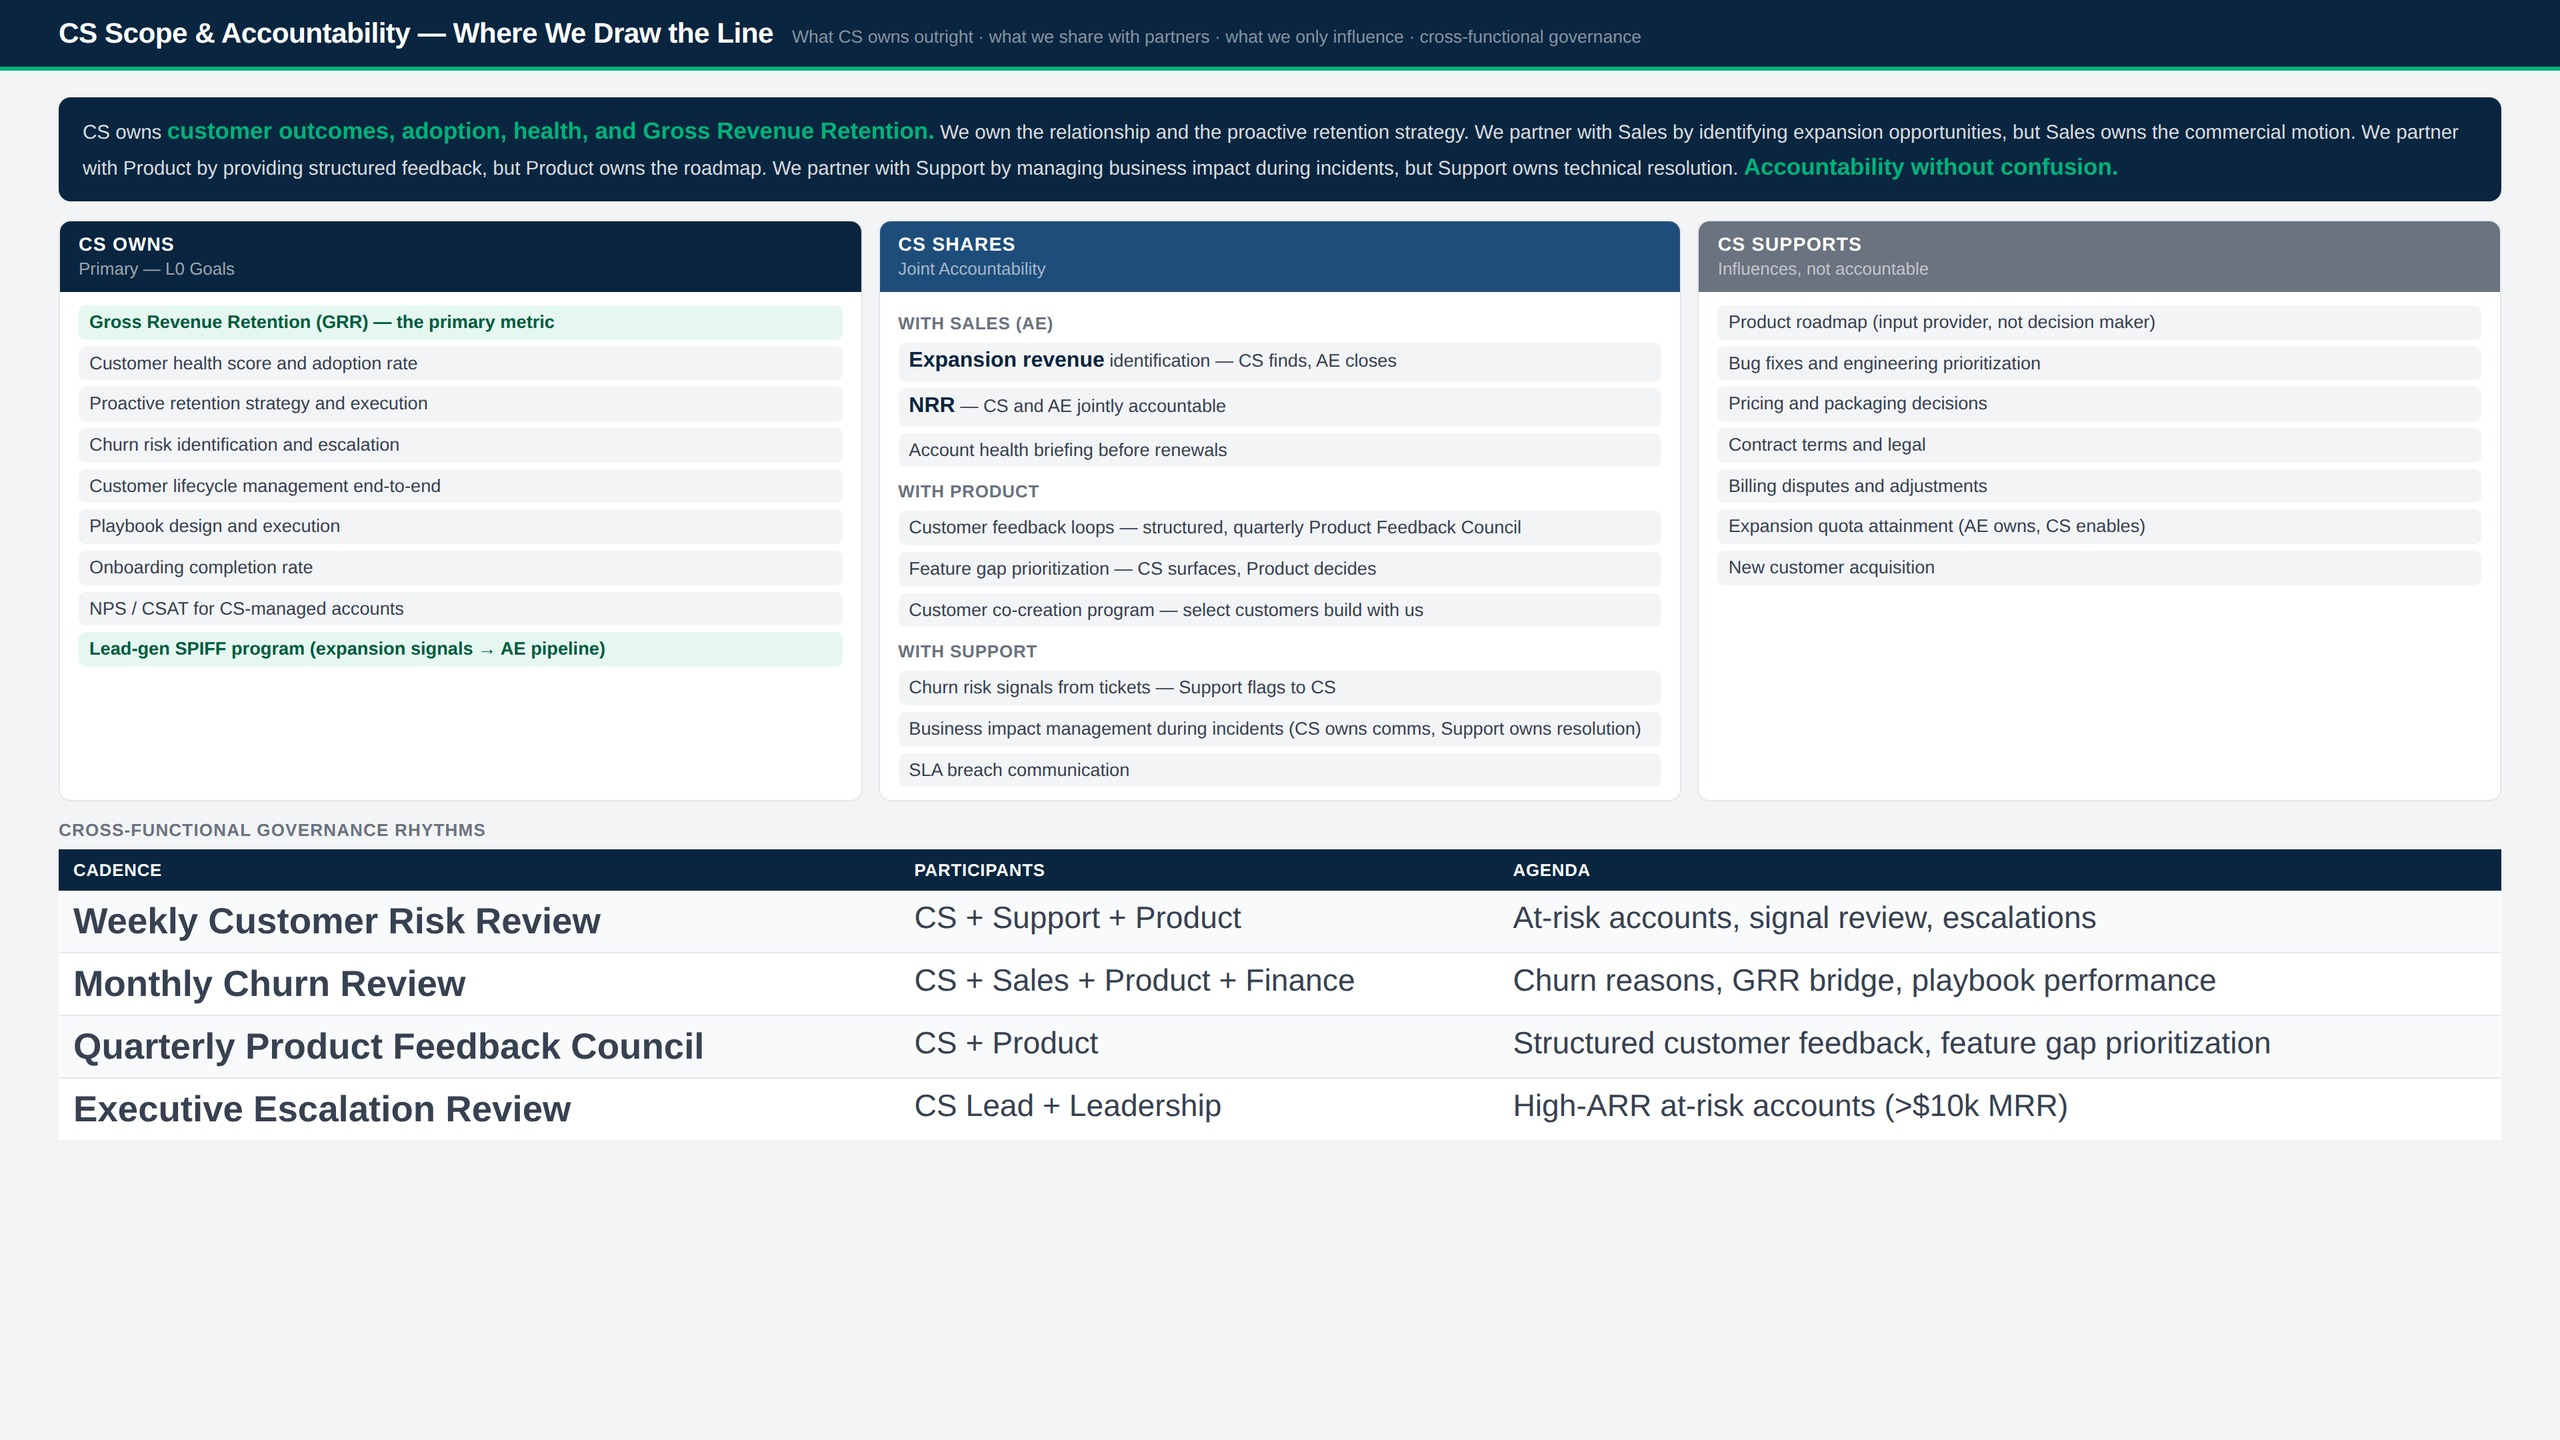 CS Scope & Accountability — Where We Draw the Line
What CS owns outright · what we share with partners · what we only influence · cross-functional governance
CS owns customer outcomes, adoption, health, and Gross Revenue Retention. We own the relationship and the proactive retention strategy. We partner with Sales by identifying expansion opportunities, but Sales owns the commercial motion. We partner
with Product by providing structured feedback, but Product owns the roadmap. We partner with Support by managing business impact during incidents, but Support owns technical resolution. Accountability without confusion.
CS OWNS
Primary — L0 Goals
Gross Revenue Retention (GRR) — the primary metric
Customer health score and adoption rate
Proactive retention strategy and execution
Churn risk identification and escalation
Customer lifecycle management end-to-end
Playbook design and execution
Onboarding completion rate
NPS / CSAT for CS-managed accounts
Lead-gen SPIFF program (expansion signals → AE pipeline)
CS SHARES
Joint Accountability
WITH SALES (AE)
Expansion revenue identification — CS finds, AE closes
NRR — CS and AE jointly accountable
Account health briefing before renewals
WITH PRODUCT
Customer feedback loops — structured, quarterly Product Feedback Council
Feature gap prioritization — CS surfaces, Product decides
Customer co-creation program — select customers build with us
WITH SUPPORT
Churn risk signals from tickets — Support flags to CS
Business impact management during incidents (CS owns comms, Support owns resolution)
SLA breach communication
CS SUPPORTS
Influences, not accountable
Product roadmap (input provider, not decision maker)
Bug fixes and engineering prioritization
Pricing and packaging decisions
Contract terms and legal
Billing disputes and adjustments
Expansion quota attainment (AE owns, CS enables)
New customer acquisition
CROSS-FUNCTIONAL GOVERNANCE RHYTHMS
CADENCE PARTICIPANTS AGENDA
Weekly Customer Risk Review CS + Support + Product At-risk accounts, signal review, escalations
Monthly Churn Review CS + Sales + Product + Finance Churn reasons, GRR bridge, playbook performance
Quarterly Product Feedback Council CS + Product Structured customer feedback, feature gap prioritization
Executive Escalation Review CS Lead + Leadership High-ARR at-risk accounts (>$10k MRR)